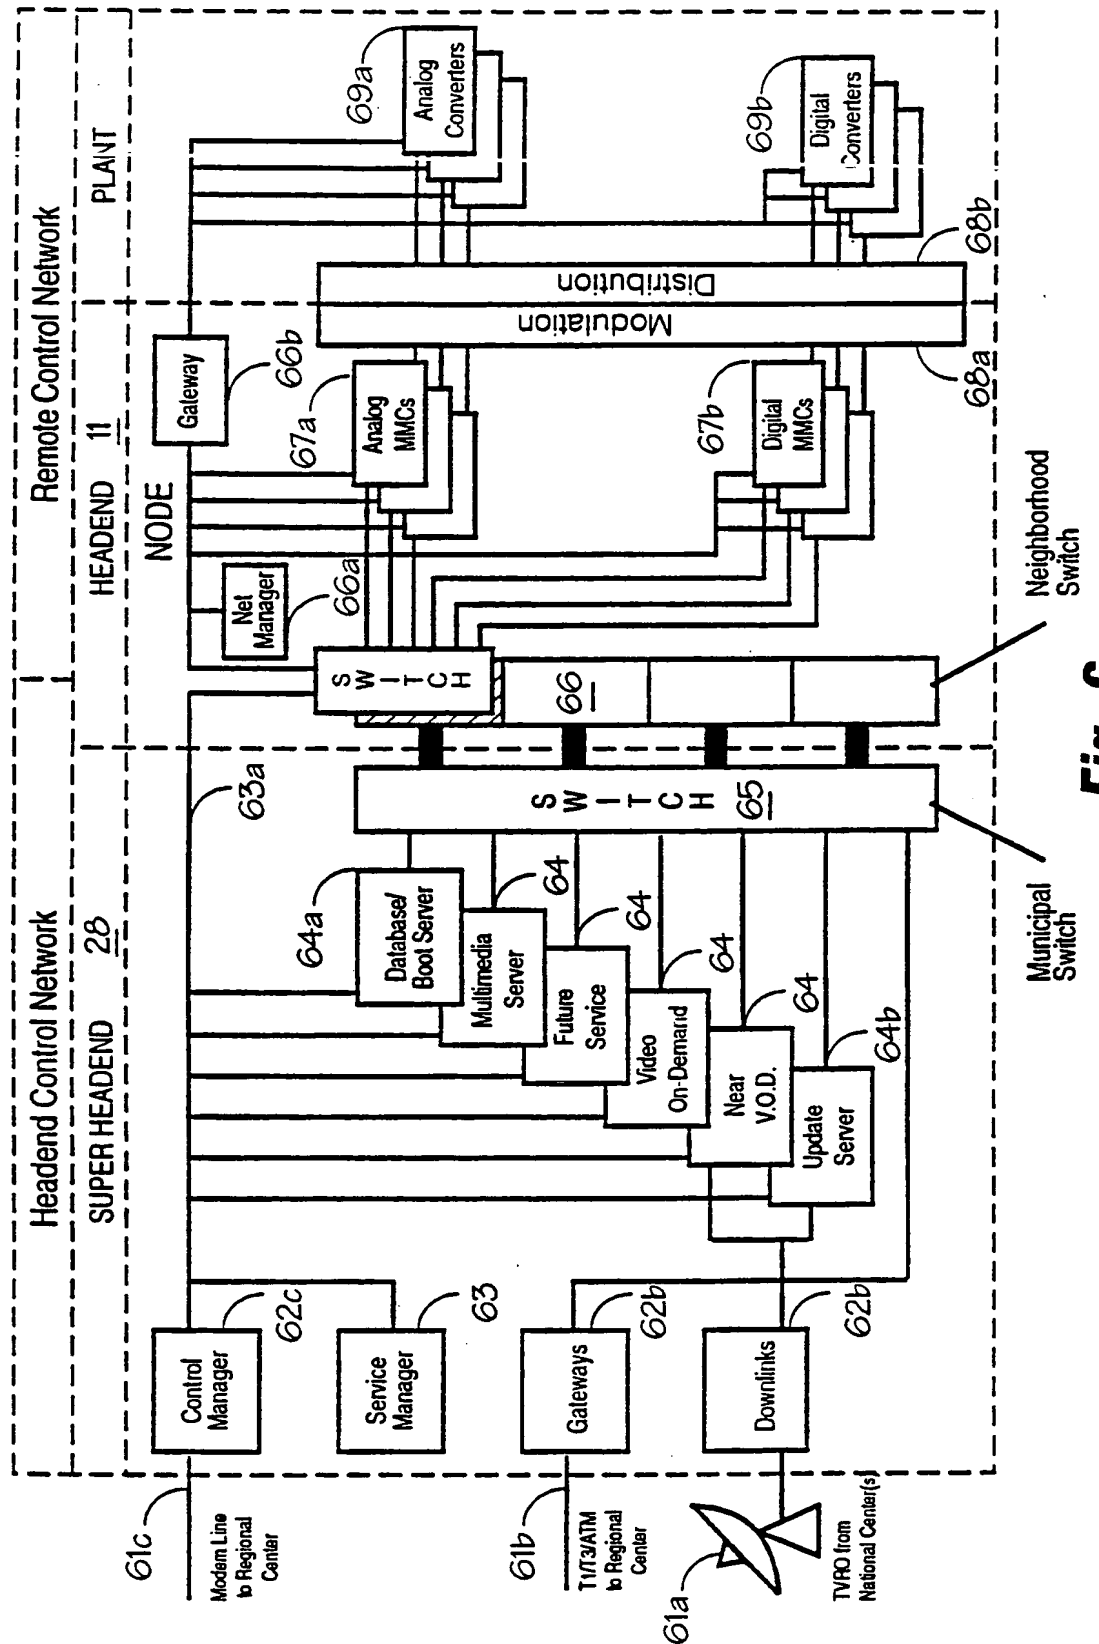 Headend Control Network
Remote Control Network
SUPER HEADEND 28
HEADEND 11
PLANT
NODE
61c
Modem Line
to Regional
Center
61b
T1/T3/ATM
to Regional
Center
61a
TVRO from
National Center(s)
Control
Manager
62c
Service
Manager
63
Gateways
62b
Downlinks
62b
63a
64a
Database/
Boot Server
Multimedia
Server
64
Future
Service
64
Video
On-Demand
64
Near
V.O.D.
64
Update
Server
64b
SWITCH
65
Municipal
Switch
SWITCH
66
Neighborhood
Switch
Net
Manager
66a
Gateway
66b
67a
Analog
MMCs
67b
Digital
MMCs
Modulation
68a
Distribution
68b
69a
Analog
Converters
69b
Digital
Converters